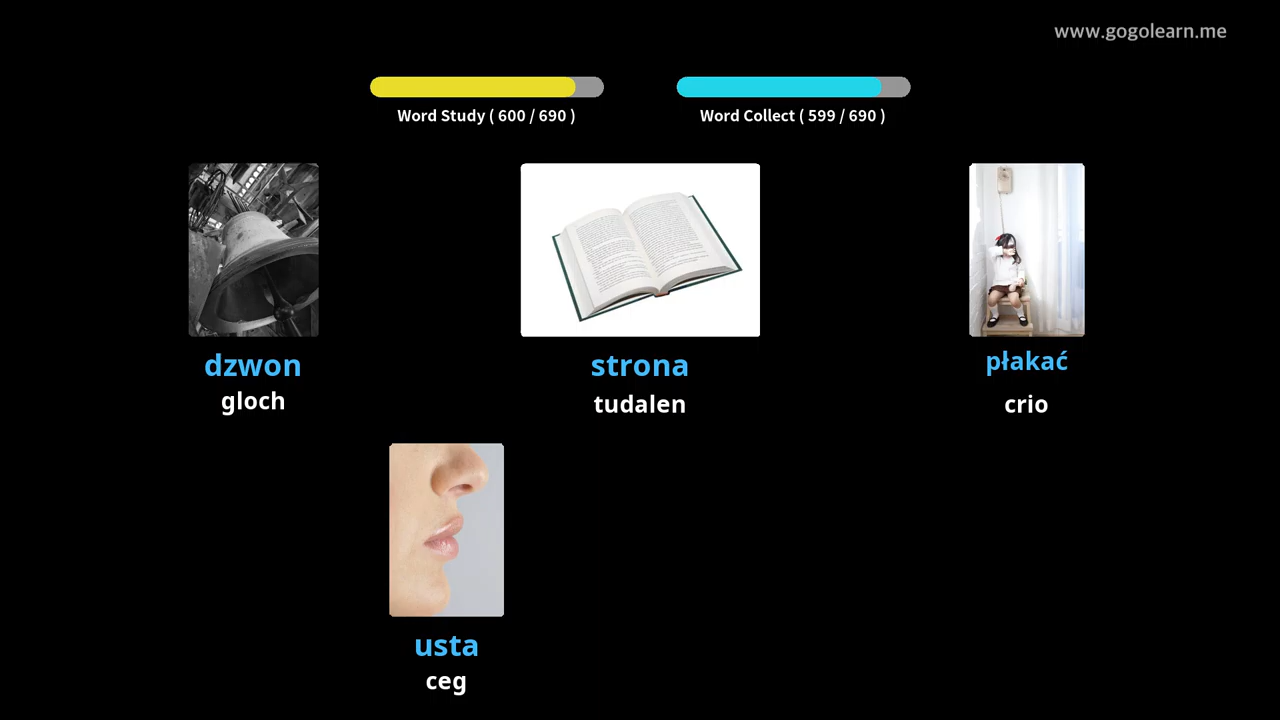 www.gogolearn.me
Word Study ( 600 / 690 )
Word Collect ( 599 / 690 )
dzwon
gloch
strona
tudalen
płakać
crio
usta
ceg